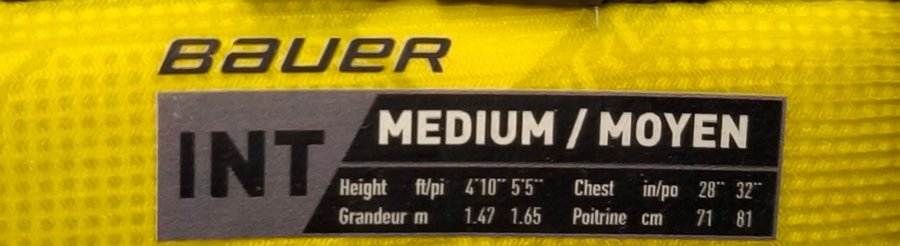 BAUER
INT
MEDIUM / MOYEN
Height ft/pi 4'10" 5'5" Chest in/po 28" 32"
Grandeur m 1.47 1.65 Poitrine cm 71 81